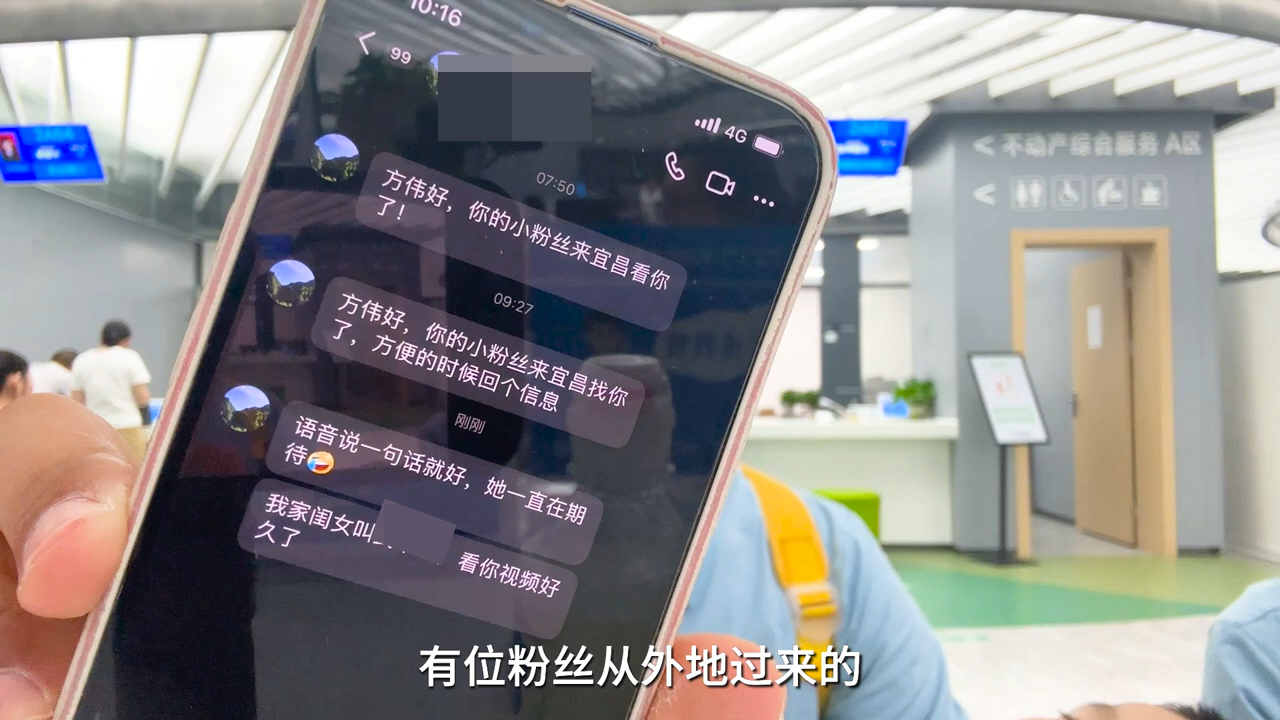 10:16
99
4G
07:50
方伟好，你的小粉丝来宜昌看你
了！
09:27
方伟好，你的小粉丝来宜昌找你
了，方便的时候回个信息
刚刚
语音说一句话就好，她一直在期
待😂
我家闺女叫 看你视频好
久了
< 不动产综合服务 A区
<
有位粉丝从外地过来的